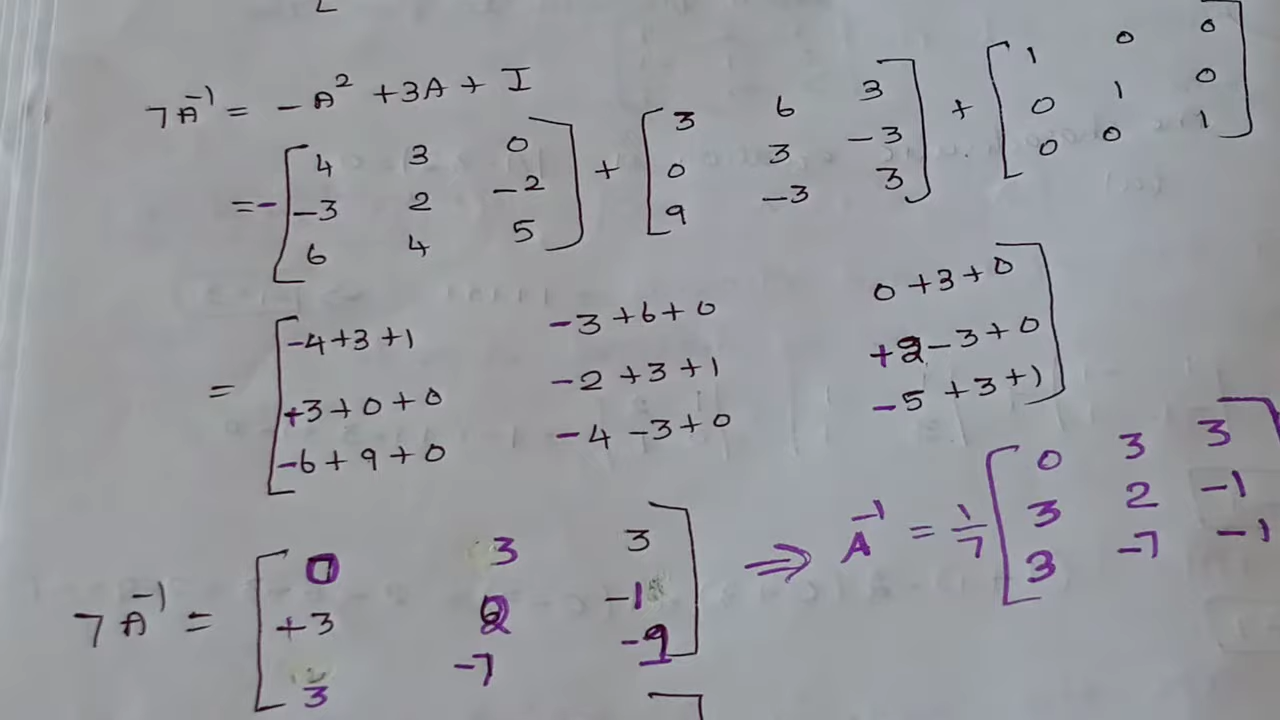 7A⁻¹ = -A² +3A + I
= - [4 3 0; -3 2 -2; 6 4 5] + [3 6 3; 0 3 -3; 9 -3 3] + [1 0 0; 0 1 0; 0 0 1]
= [-4+3+1 -3+6+0 0+3+0; +3+0+0 -2+3+1 +2-3+0; -6+9+0 -4-3+0 -5+3+1]
7A⁻¹ = [0 3 3; +3 2 -1; 3 -7 -1] ⇒ A⁻¹ = 1/7 [0 3 3; 3 2 -1; 3 -7 -1]